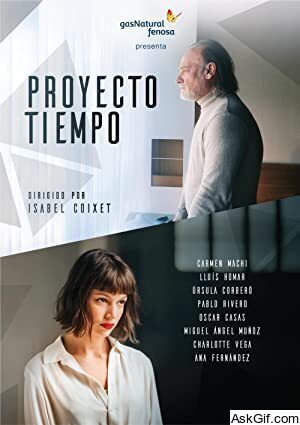 gasNatural
fenosa
presenta
PROYECTO
TIEMPO
DIRIGIDO POR
ISABEL COIXET
CARMEN MACHI
LLUÍS HOMAR
ÚRSULA CORBERÓ
PABLO RIVERO
OSCAR CASAS
MIGUEL ÁNGEL MUÑOZ
CHARLOTTE VEGA
ANA FERNÁNDEZ
AskGif.com